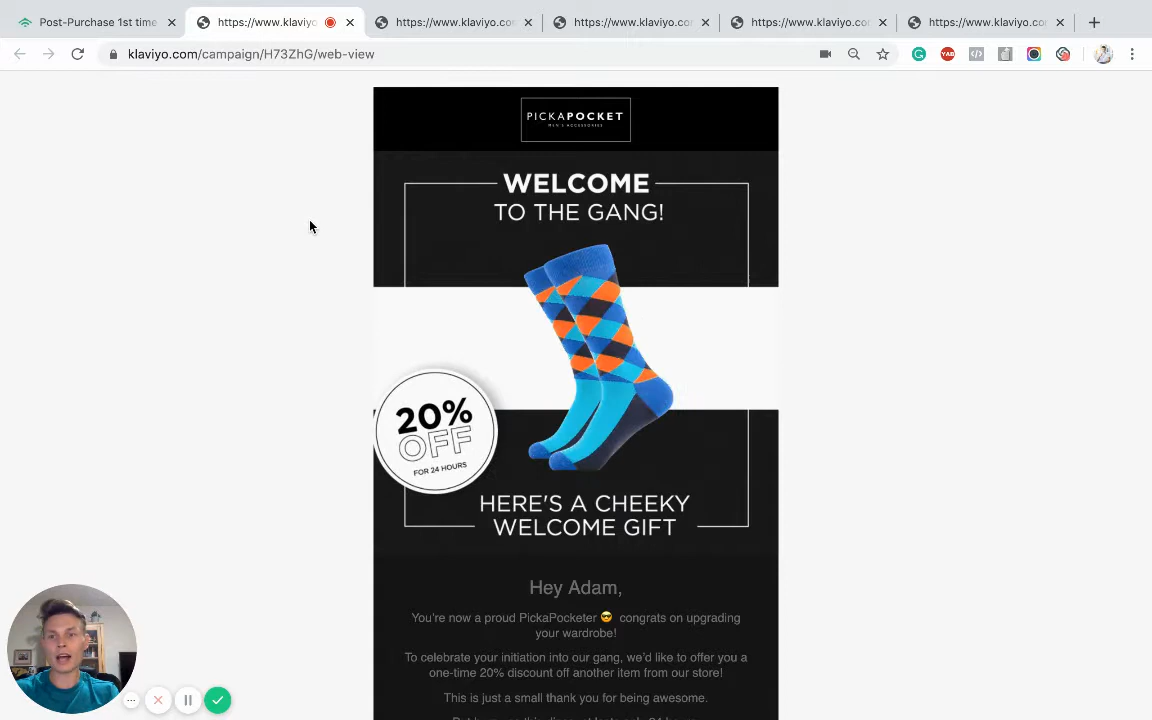 Post-Purchase 1st time
https://www.klaviyo
https://www.klaviyo.co
https://www.klaviyo.co
https://www.klaviyo.co
https://www.klaviyo.co
klaviyo.com/campaign/H73ZhG/web-view
YAB
PICKAPOCKET
MEN'S ACCESSORIES
WELCOME
TO THE GANG!
20%
OFF
FOR 24 HOURS
HERE'S A CHEEKY
WELCOME GIFT
Hey Adam,
You're now a proud PickaPocketer 😎 congrats on upgrading
your wardrobe!
To celebrate your initiation into our gang, we'd like to offer you a
one-time 20% discount off another item from our store!
This is just a small thank you for being awesome.